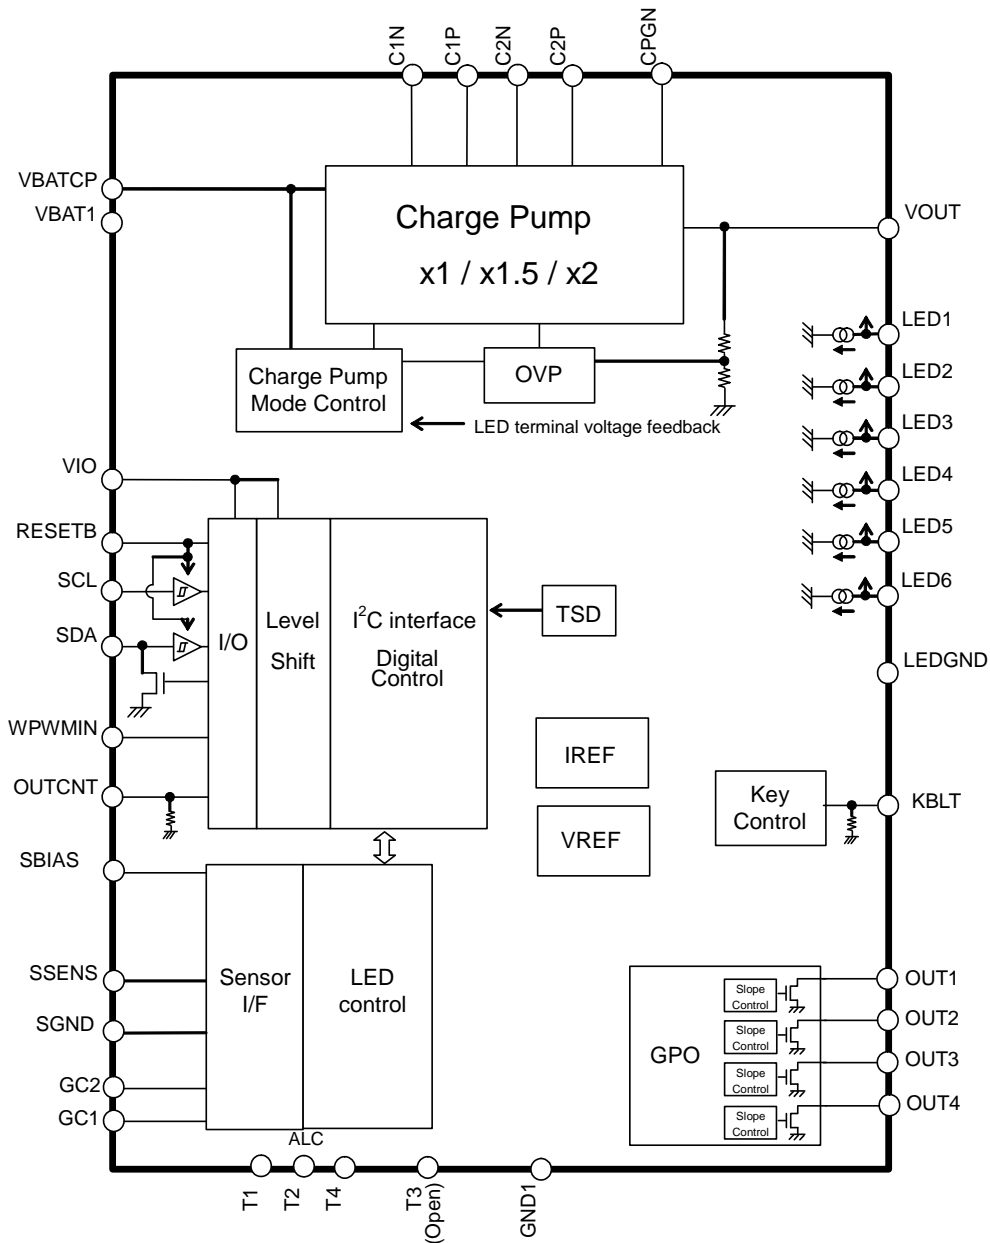 C1N
C1P
C2N
C2P
CPGN
VBATCP
VBAT1
Charge Pump
x1 / x1.5 / x2
VOUT
LED1
LED2
LED3
LED4
LED5
LED6
Charge Pump
Mode Control
OVP
LED terminal voltage feedback
VIO
RESETB
SCL
SDA
WPWMIN
OUTCNT
I/O
Level
Shift
I²C interface
Digital
Control
TSD
LEDGND
IREF
VREF
Key
Control
KBLT
SBIAS
SSENS
SGND
GC2
GC1
Sensor
I/F
LED
control
ALC
GPO
Slope
Control
Slope
Control
Slope
Control
Slope
Control
OUT1
OUT2
OUT3
OUT4
T1
T2
T4
T3
(Open)
GND1